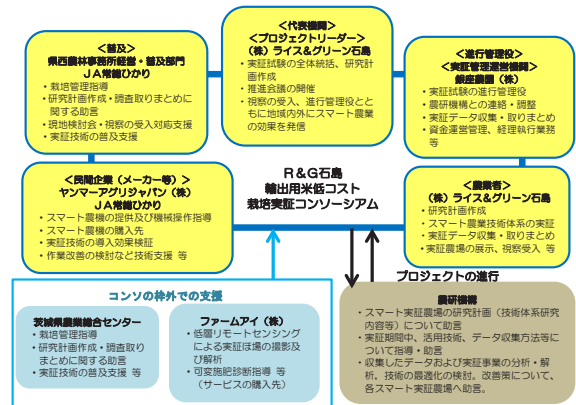 ＜普及＞
県西農林事務所経営・普及部門
ＪＡ常総ひかり
・栽培管理指導
・研究計画作成・調査取りまとめに
関する助言
・現地検討会・視察の受入対応支援
・実証技術の普及支援
＜代表機関＞
＜プロジェクトリーダー＞
（株）ライス＆グリーン石島
・実証試験の全体統括、研究計
画作成
・推進会議の開催
・視察の受入、進行管理役とと
もに地域内外にスマート農業
の効果を発信
＜進行管理役＞
＜実証管理運営機関＞
銀座農園（株）
・実証試験の進行管理役
・農研機構との連絡・調整
・実証データ収集・取りまとめ
・資金運営管理、経理執行業務
等
＜民間企業（メーカー等）＞
ヤンマーアグリジャパン（株）
ＪＡ常総ひかり
・スマート農機の提供及び機械操作指導
・スマート農機の購入先
・実証技術の導入効果検証
・作業改善の検討など技術支援 等
Ｒ＆Ｇ石島
輸出用米低コスト
栽培実証コンソーシアム
＜農業者＞
（株）ライス＆グリーン石島
・研究計画作成
・スマート農業技術体系の実証
・実証データ収集・取りまとめ
・実証農場の展示、視察受入 等
プロジェクトの進行
コンソの枠外での支援
茨城県農業総合センター
・栽培管理指導
・研究計画作成・調査取り
まとめに関する助言
・実証技術の普及支援 等
ファームアイ（株）
・低層リモートセンシング
による実証ほ場の撮影及
び解析
・可変施肥診断指導 等
（サービスの購入先）
農研機構
・スマート実証農場の研究計画（技術体系研究
内容等）について助言
・実証期間中、活用技術、データ収集方法等に
ついて指導・助言
・収集したデータおよび実証事業の分析・解
析、技術の最適化の検討。改善策について、
各スマート実証農場へ助言。